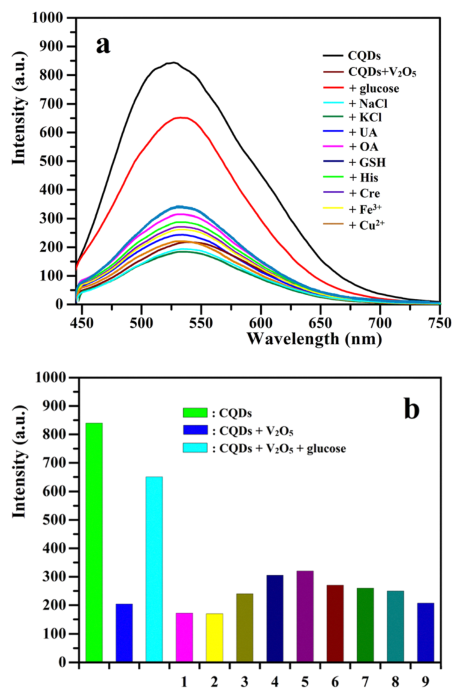 a
Intensity (a.u.)
1000
900
800
700
600
500
400
300
200
100
0
CQDs
CQDs+V₂O₅
+ glucose
+ NaCl
+ KCl
+ UA
+ OA
+ GSH
+ His
+ Cre
+ Fe³⁺
+ Cu²⁺
450 500 550 600 650 700 750
Wavelength (nm)
b
Intensity (a.u.)
1000
900
800
700
600
500
400
300
200
100
0
: CQDs
: CQDs + V₂O₅
: CQDs + V₂O₅ + glucose
1 2 3 4 5 6 7 8 9